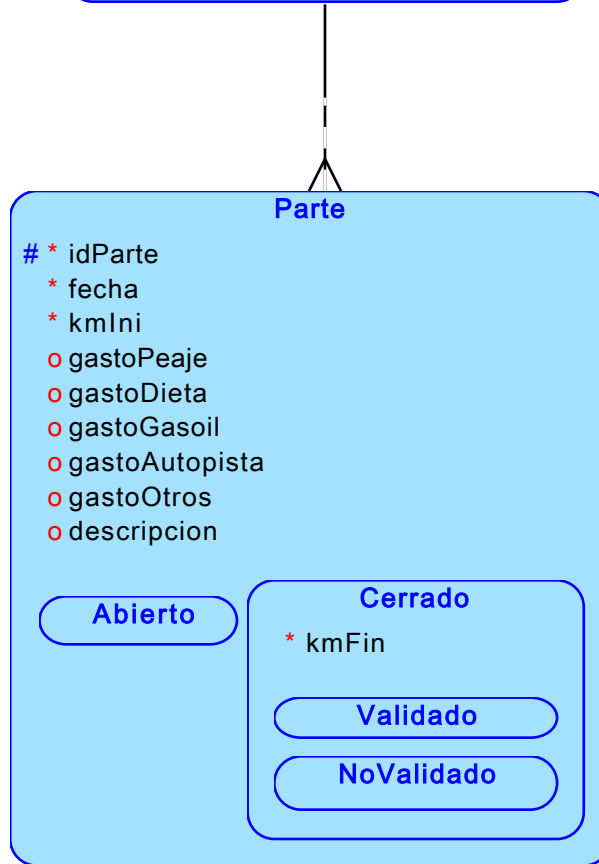 Parte
# * idParte
* fecha
* kmIni
o gastoPeaje
o gastoDieta
o gastoGasoil
o gastoAutopista
o gastoOtros
o descripcion
Abierto
Cerrado
* kmFin
Validado
NoValidado